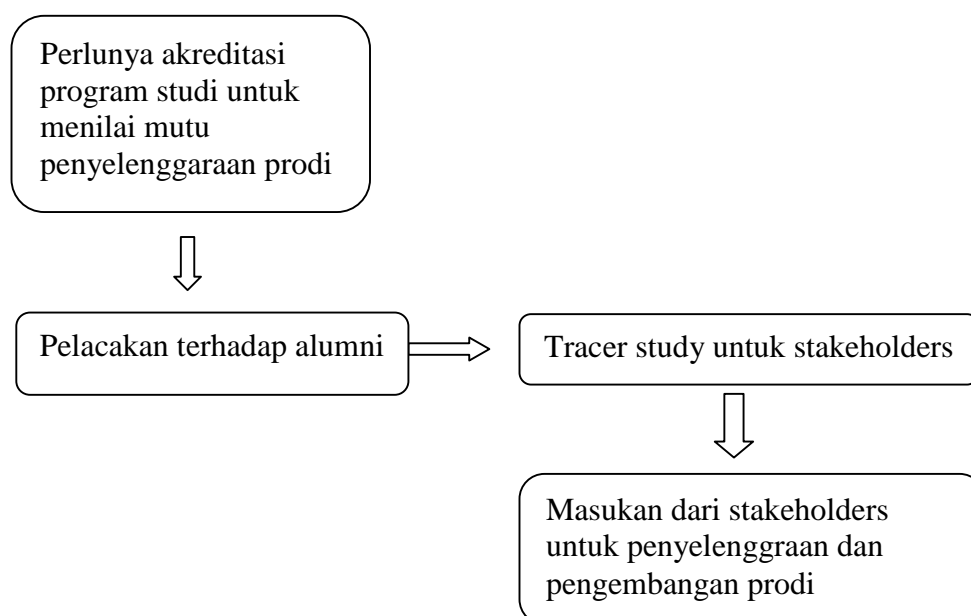 Perlunya akreditasi
program studi untuk
menilai mutu
penyelenggaraan prodi
Pelacakan terhadap alumni
Tracer study untuk stakeholders
Masukan dari stakeholders
untuk penyelenggraan dan
pengembangan prodi